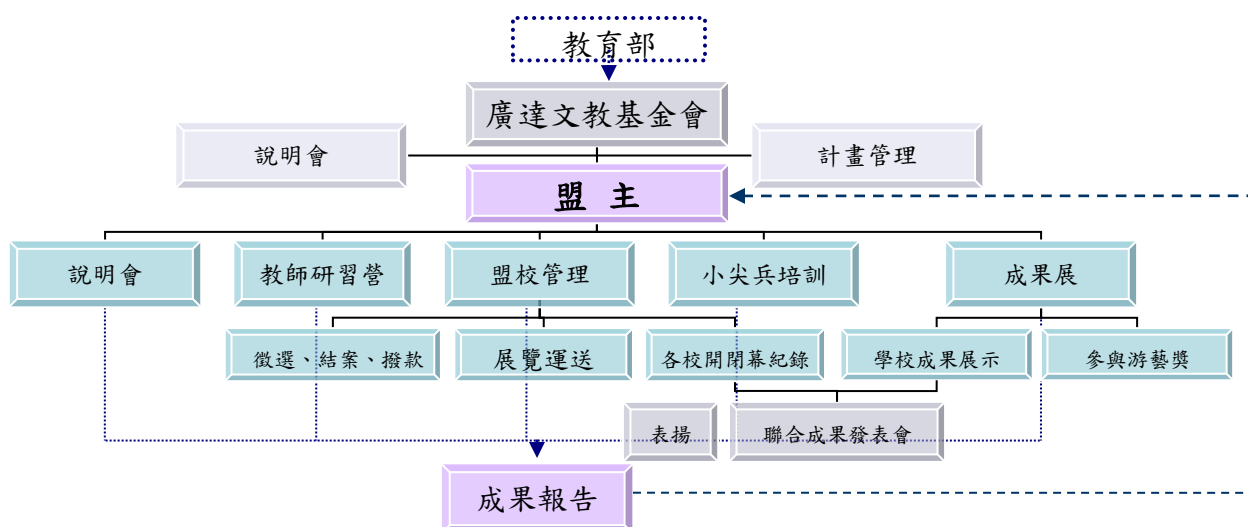 教育部
廣達文教基金會
說明會
計畫管理
盟 主
說明會
教師研習營
盟校管理
小尖兵培訓
成果展
徵選、結案、撥款
展覽運送
各校開閉幕紀錄
學校成果展示
參與游藝獎
表揚
聯合成果發表會
成果報告